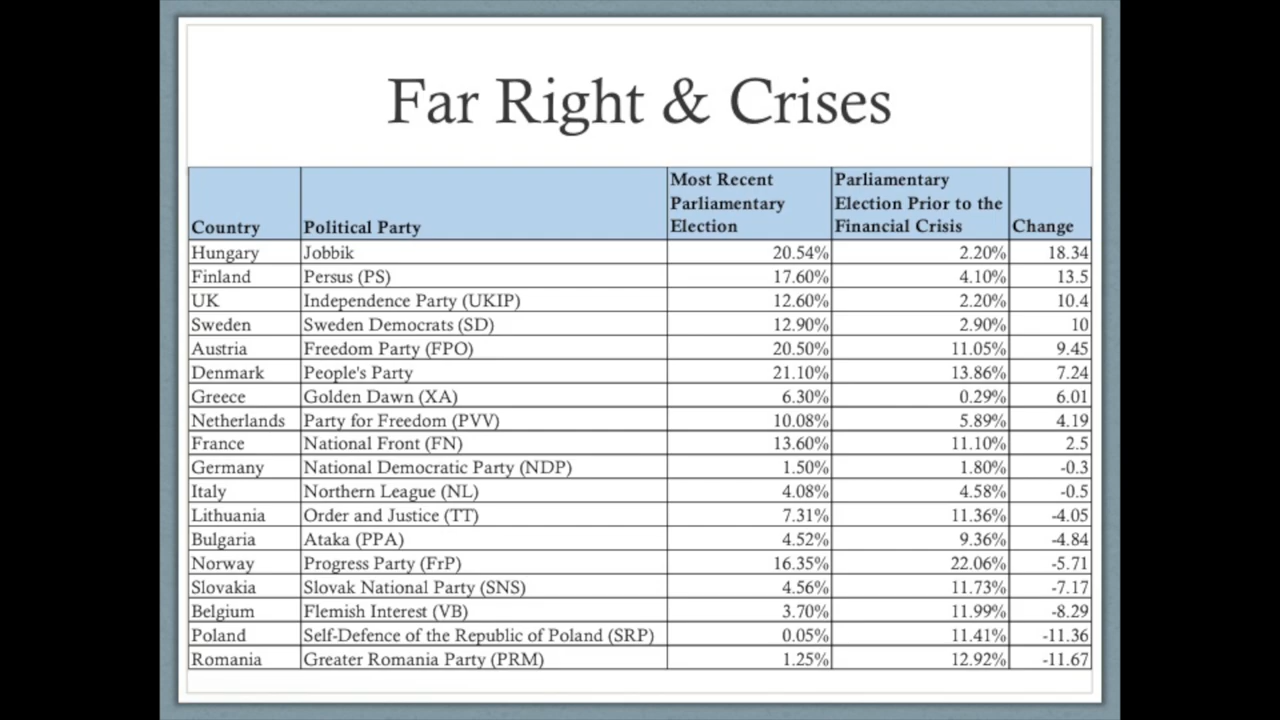 Far Right & Crises
Country Political Party Most Recent Parliamentary Election Parliamentary Election Prior to the Financial Crisis Change
Hungary Jobbik 20.54% 2.20% 18.34
Finland Persus (PS) 17.60% 4.10% 13.5
UK Independence Party (UKIP) 12.60% 2.20% 10.4
Sweden Sweden Democrats (SD) 12.90% 2.90% 10
Austria Freedom Party (FPO) 20.50% 11.05% 9.45
Denmark People's Party 21.10% 13.86% 7.24
Greece Golden Dawn (XA) 6.30% 0.29% 6.01
Netherlands Party for Freedom (PVV) 10.08% 5.89% 4.19
France National Front (FN) 13.60% 11.10% 2.5
Germany National Democratic Party (NDP) 1.50% 1.80% -0.3
Italy Northern League (NL) 4.08% 4.58% -0.5
Lithuania Order and Justice (TT) 7.31% 11.36% -4.05
Bulgaria Ataka (PPA) 4.52% 9.36% -4.84
Norway Progress Party (FrP) 16.35% 22.06% -5.71
Slovakia Slovak National Party (SNS) 4.56% 11.73% -7.17
Belgium Flemish Interest (VB) 3.70% 11.99% -8.29
Poland Self-Defence of the Republic of Poland (SRP) 0.05% 11.41% -11.36
Romania Greater Romania Party (PRM) 1.25% 12.92% -11.67